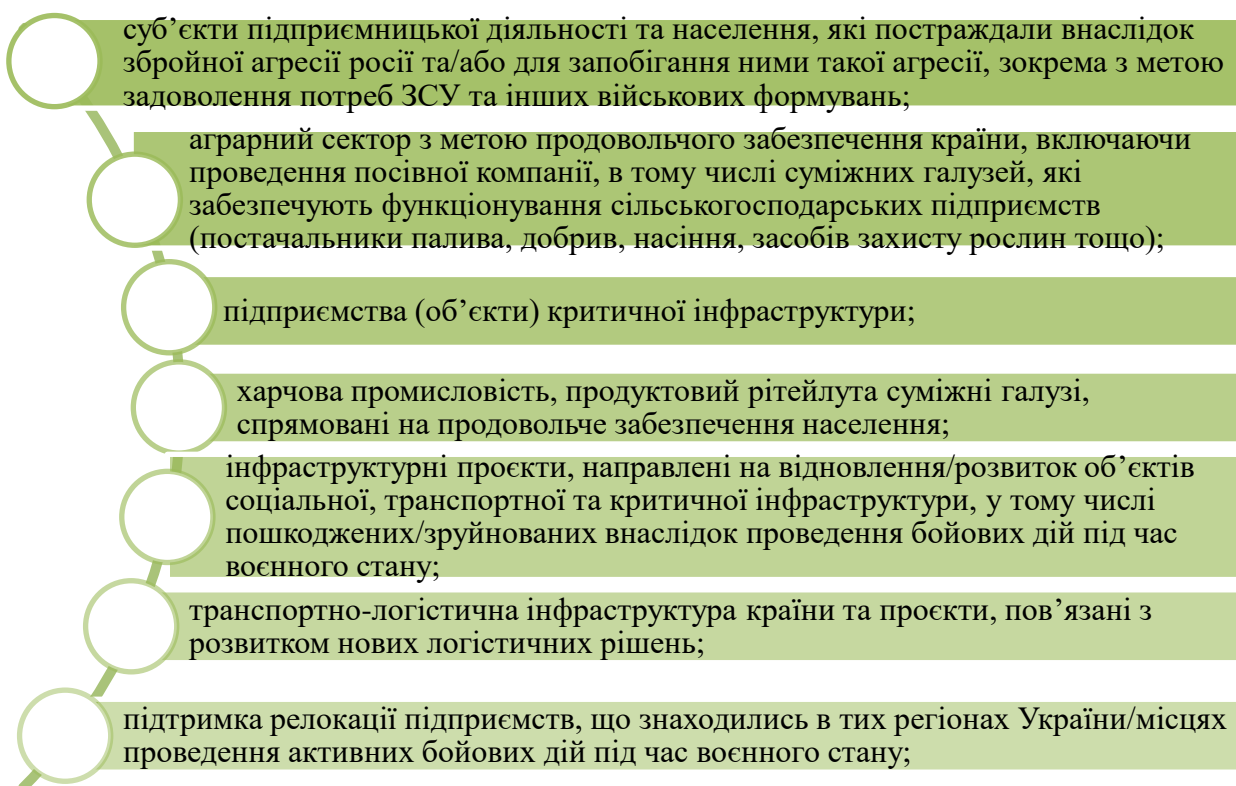 суб’єкти підприємницької діяльності та населення, які постраждали внаслідок
збройної агресії росії та/або для запобігання ними такої агресії, зокрема з метою
задоволення потреб ЗСУ та інших військових формувань;
аграрний сектор з метою продовольчого забезпечення країни, включаючи
проведення посівної компанії, в тому числі суміжних галузей, які
забезпечують функціонування сільськогосподарських підприємств
(постачальники палива, добрив, насіння, засобів захисту рослин тощо);
підприємства (об’єкти) критичної інфраструктури;
харчова промисловість, продуктовий рітейлута суміжні галузі,
спрямовані на продовольче забезпечення населення;
інфраструктурні проєкти, направлені на відновлення/розвиток об’єктів
соціальної, транспортної та критичної інфраструктури, у тому числі
пошкоджених/зруйнованих внаслідок проведення бойових дій під час
воєнного стану;
транспортно-логістична інфраструктура країни та проєкти, пов’язані з
розвитком нових логістичних рішень;
підтримка релокації підприємств, що знаходились в тих регіонах України/місцях
проведення активних бойових дій під час воєнного стану;